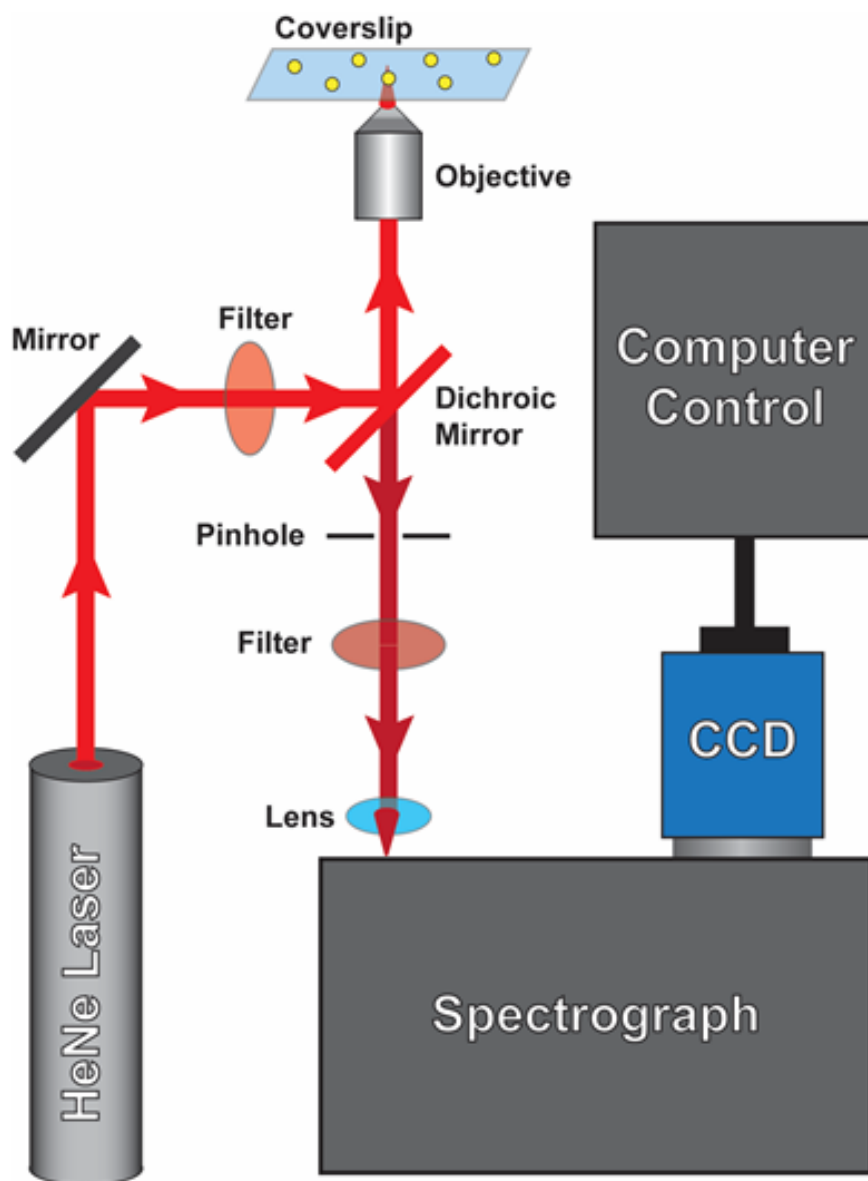 Coverslip
Objective
Filter
Mirror
Dichroic
Mirror
Computer
Control
Pinhole
Filter
CCD
Lens
HeNe Laser
Spectrograph